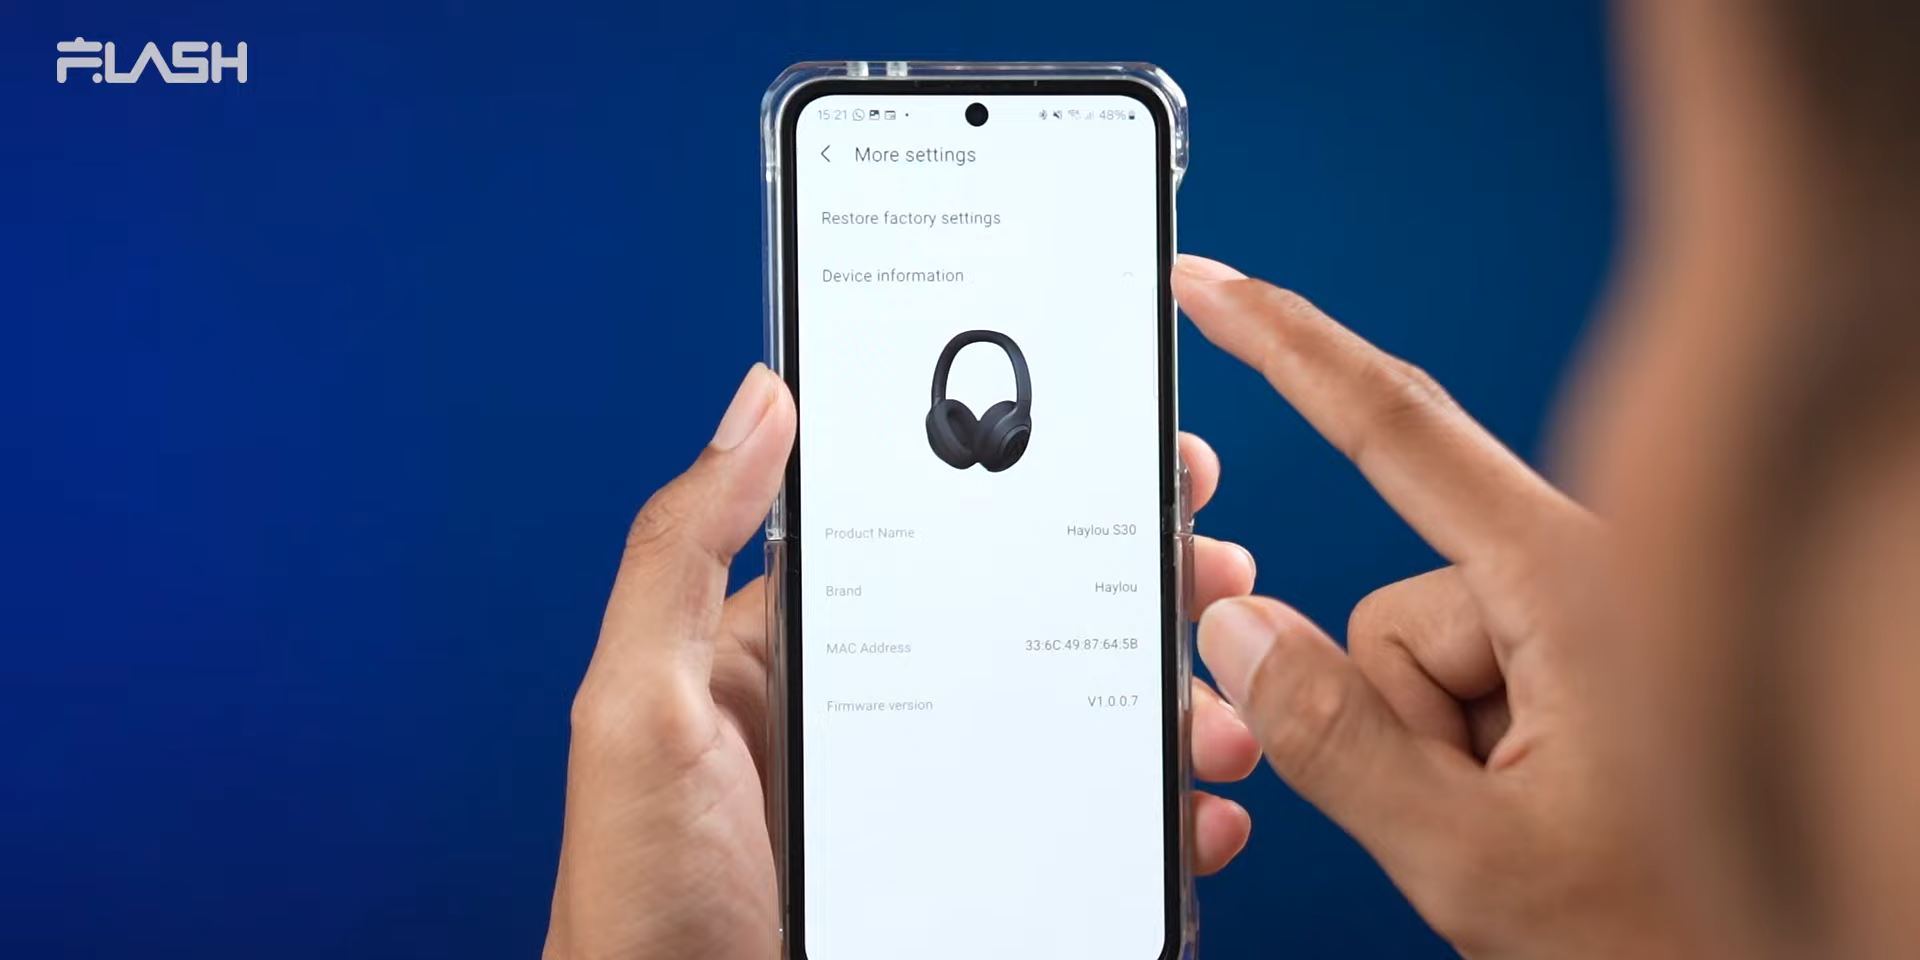 FLASH
15:21
48%
More settings
Restore factory settings
Device information
Product Name Haylou S30
Brand Haylou
MAC Address 33:6C:49:87:64:5B
Firmware version V1.0.0.7